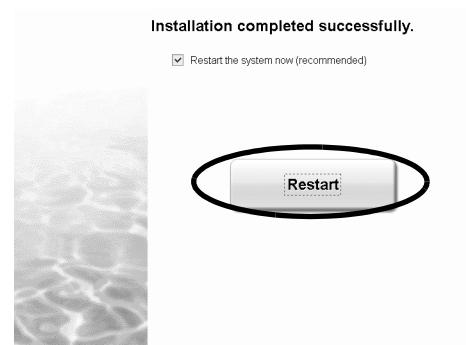 Installation completed successfully.
Restart the system now (recommended)
Restart